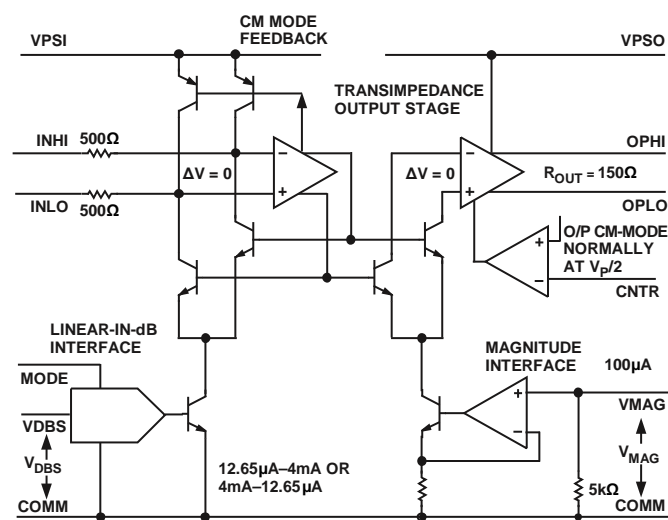 CM MODE
FEEDBACK
VPSI
VPSO
TRANSIMPEDANCE
OUTPUT STAGE
INHI 500Ω
ΔV = 0
ΔV = 0
OPHI
R_OUT = 150Ω
INLO
500Ω
OPLO
O/P CM-MODE
NORMALLY
AT V_P/2
CNTR
LINEAR-IN-dB
INTERFACE
MODE
VDBS
V_DBS
COMM
12.65µA–4mA OR
4mA–12.65µA
MAGNITUDE
INTERFACE
100µA
VMAG
V_MAG
5kΩ
COMM